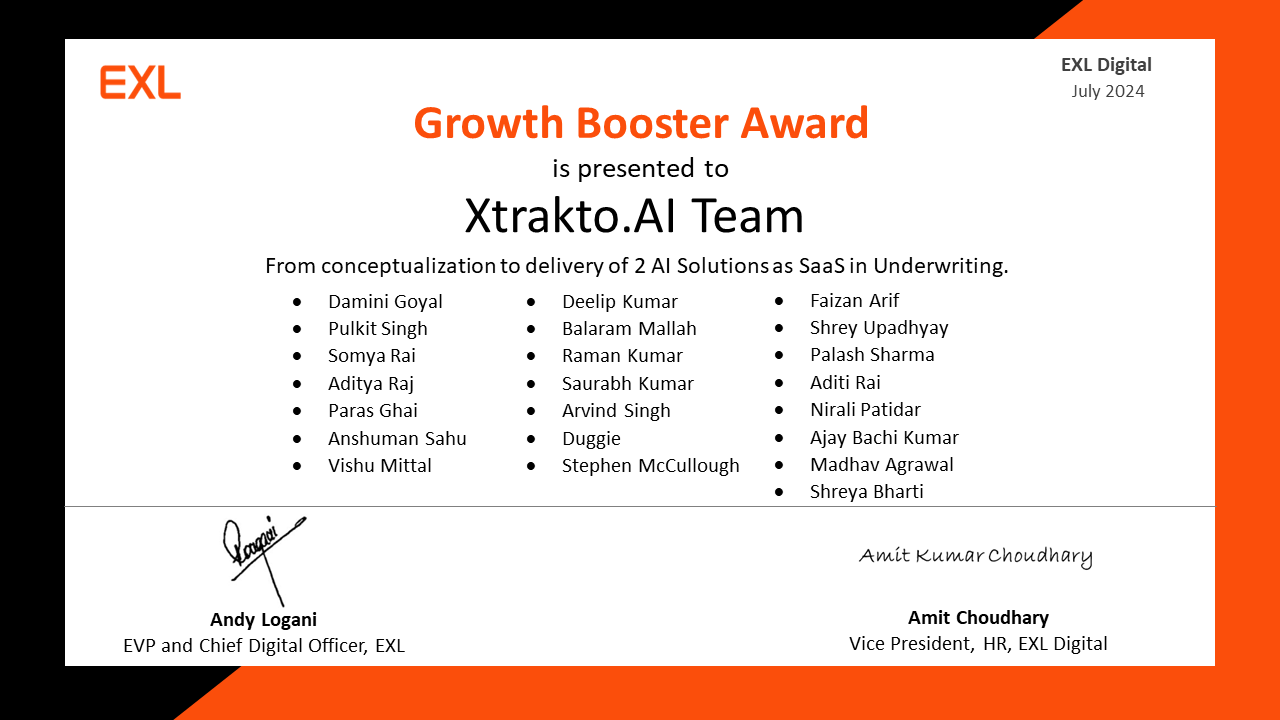 EXL
EXL Digital
July 2024
Growth Booster Award
is presented to
Xtrakto.AI Team
From conceptualization to delivery of 2 AI Solutions as SaaS in Underwriting.
• Damini Goyal
• Pulkit Singh
• Somya Rai
• Aditya Raj
• Paras Ghai
• Anshuman Sahu
• Vishu Mittal
• Deelip Kumar
• Balaram Mallah
• Raman Kumar
• Saurabh Kumar
• Arvind Singh
• Duggie
• Stephen McCullough
• Faizan Arif
• Shrey Upadhyay
• Palash Sharma
• Aditi Rai
• Nirali Patidar
• Ajay Bachi Kumar
• Madhav Agrawal
• Shreya Bharti
Andy Logani
EVP and Chief Digital Officer, EXL
Amit Kumar Choudhary
Amit Choudhary
Vice President, HR, EXL Digital